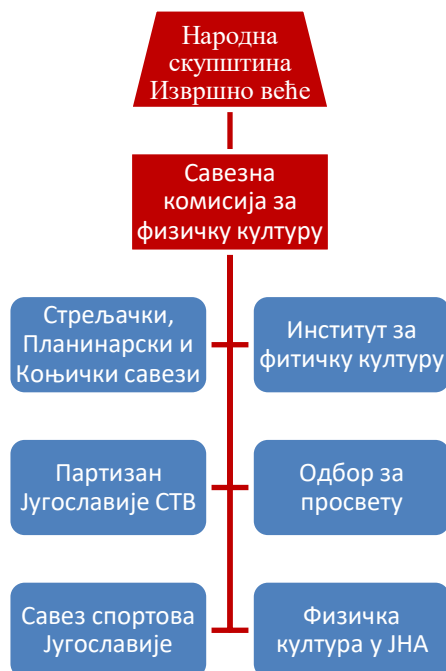 Народна
скупштина
Извршно веће
Савезна
комисија за
физичку културу
Стрељачки,
Планинарски и
Коњички савези
Институт за
фитичку културу
Партизан
Југославије СТВ
Одбор за
просвету
Савез спортова
Југославије
Физичка
култура у ЈНА